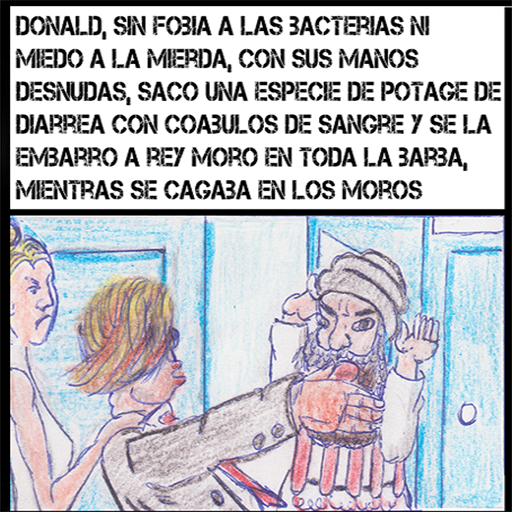 DONALD, SIN FOBIA A LAS BACTERIAS NI
MIEDO A LA MIERDA, CON SUS MANOS
DESNUDAS, SACO UNA ESPECIE DE POTAGE DE
DIARREA CON COABULOS DE SANGRE Y SE LA
EMBARRO A REY MORO EN TODA LA BARBA,
MIENTRAS SE CAGABA EN LOS MOROS